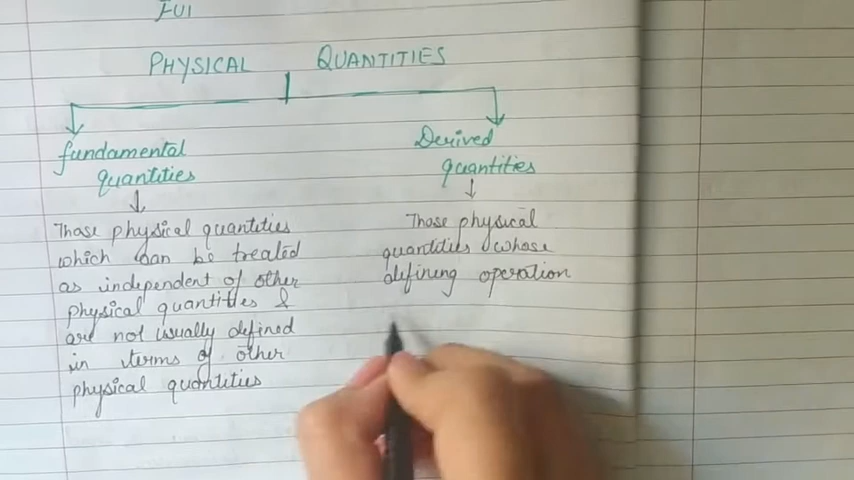 PHYSICAL QUANTITIES
fundamental
quantities
Those physical quantities
which can be treated
as independent of other
physical quantities &
are not usually defined
in terms of other
physical quantities
Derived
quantities
Those physical
quantities whose
defining operation